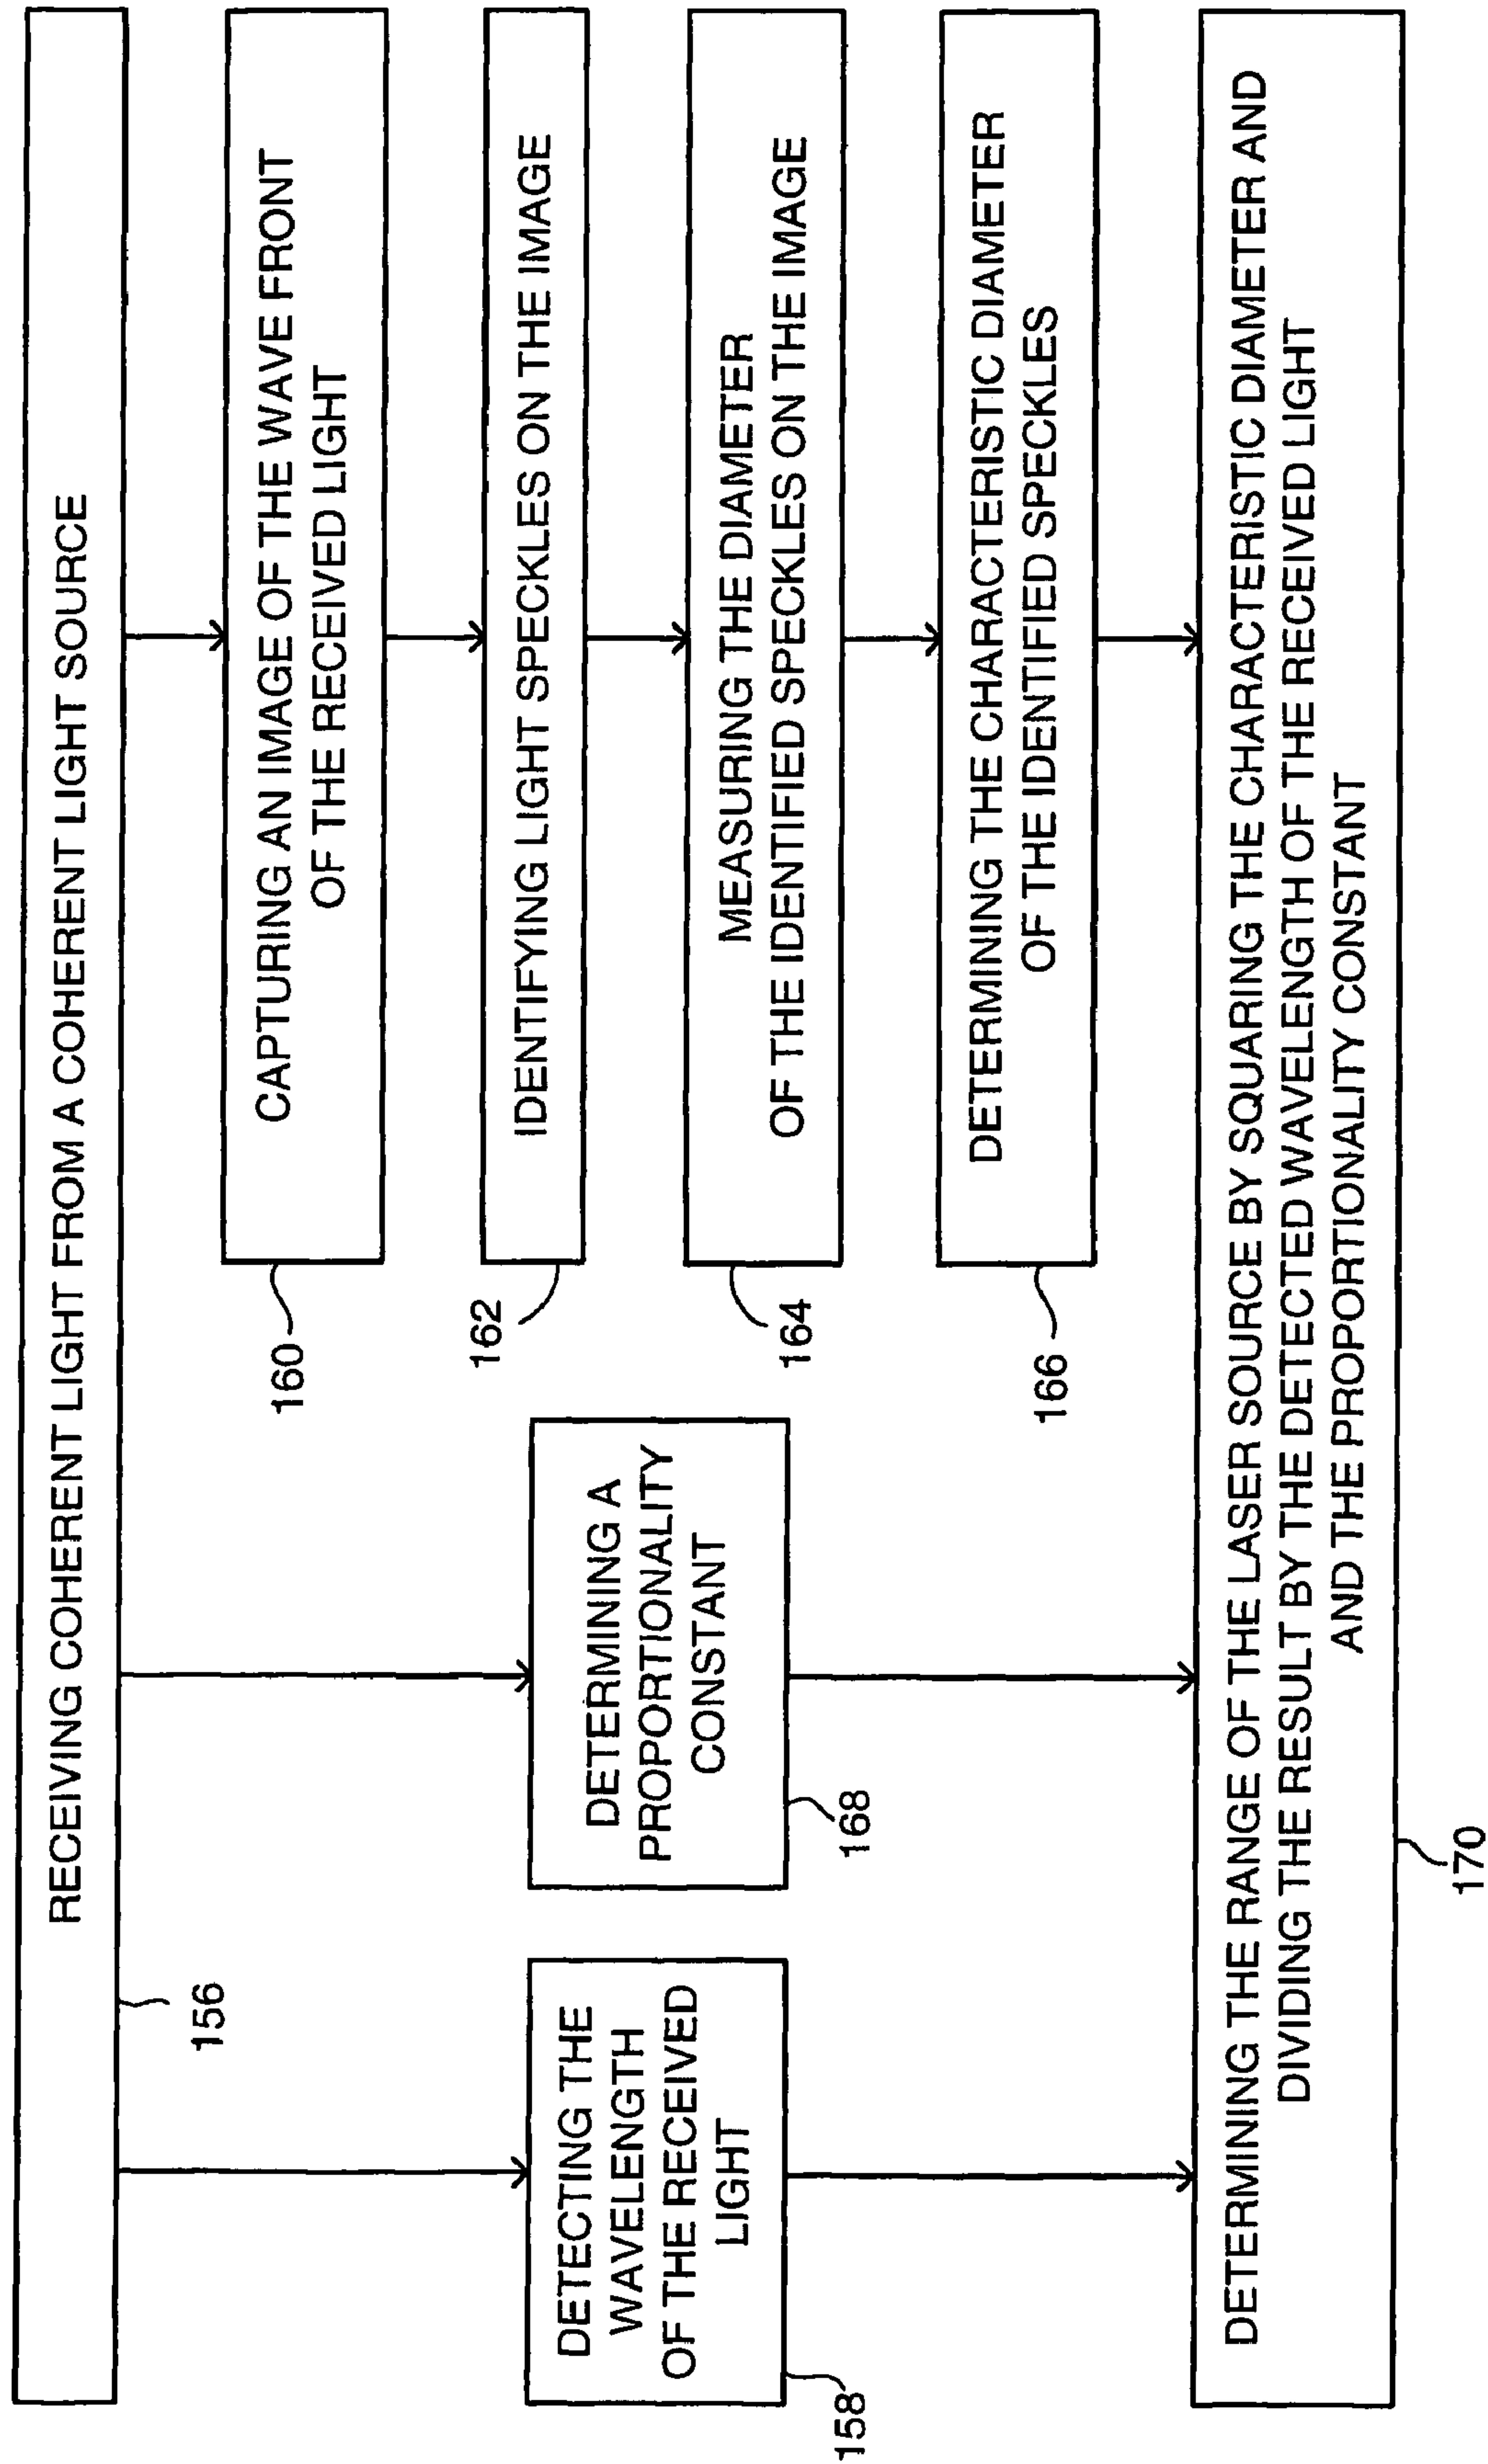 RECEIVING COHERENT LIGHT FROM A COHERENT LIGHT SOURCE
156
DETECTING THE
WAVELENGTH
OF THE RECEIVED
LIGHT
158
DETERMINING A
PROPORTIONALITY
CONSTANT
168
CAPTURING AN IMAGE OF THE WAVE FRONT
OF THE RECEIVED LIGHT
160
IDENTIFYING LIGHT SPECKLES ON THE IMAGE
162
MEASURING THE DIAMETER
OF THE IDENTIFIED SPECKLES ON THE IMAGE
164
DETERMINING THE CHARACTERISTIC DIAMETER
OF THE IDENTIFIED SPECKLES
166
DETERMINING THE RANGE OF THE LASER SOURCE BY SQUARING THE CHARACTERISTIC DIAMETER AND
DIVIDING THE RESULT BY THE DETECTED WAVELENGTH OF THE RECEIVED LIGHT
AND THE PROPORTIONALITY CONSTANT
170